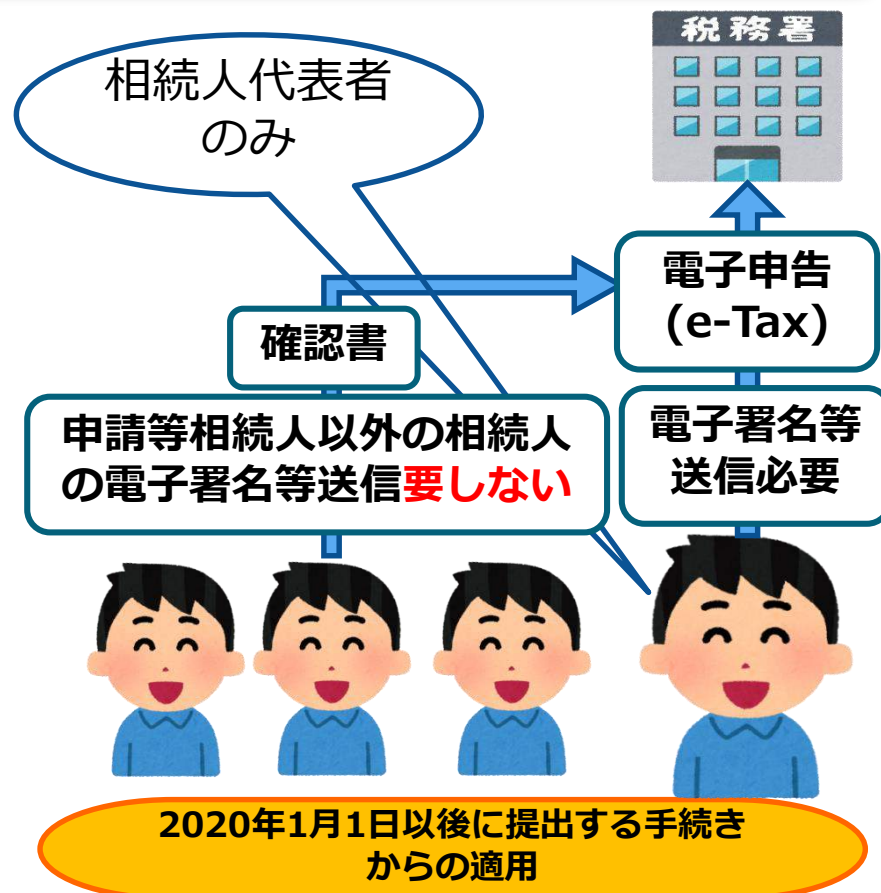 税務署
相続人代表者
のみ
電子申告
(e-Tax)
確認書
申請等相続人以外の相続人
の電子署名等送信要しない
電子署名等
送信必要
2020年1月1日以後に提出する手続き
からの適用